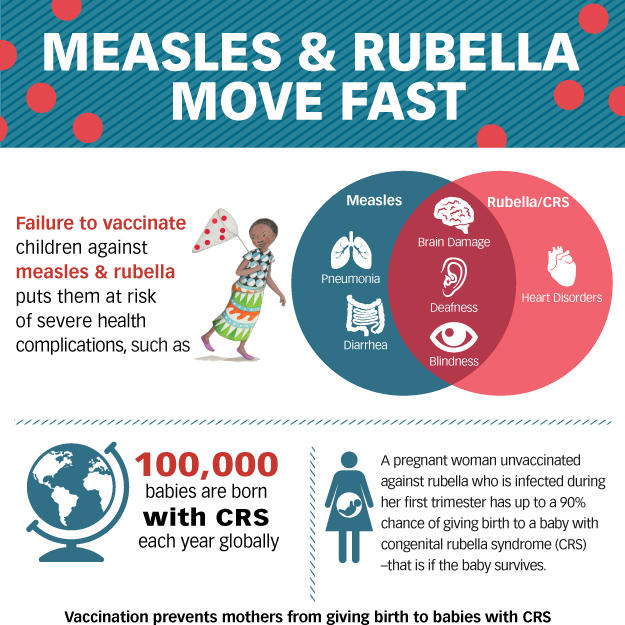 MEASLES & RUBELLA
MOVE FAST
Failure to vaccinate
children against
measles & rubella
puts them at risk
of severe health
complications, such as
Measles
Rubella/CRS
Brain Damage
Pneumonia
Deafness
Heart Disorders
Diarrhea
Blindness
100,000
babies are born
with CRS
each year globally
A pregnant woman unvaccinated
against rubella who is infected during
her first trimester has up to a 90%
chance of giving birth to a baby with
congenital rubella syndrome (CRS)
–that is if the baby survives.
Vaccination prevents mothers from giving birth to babies with CRS